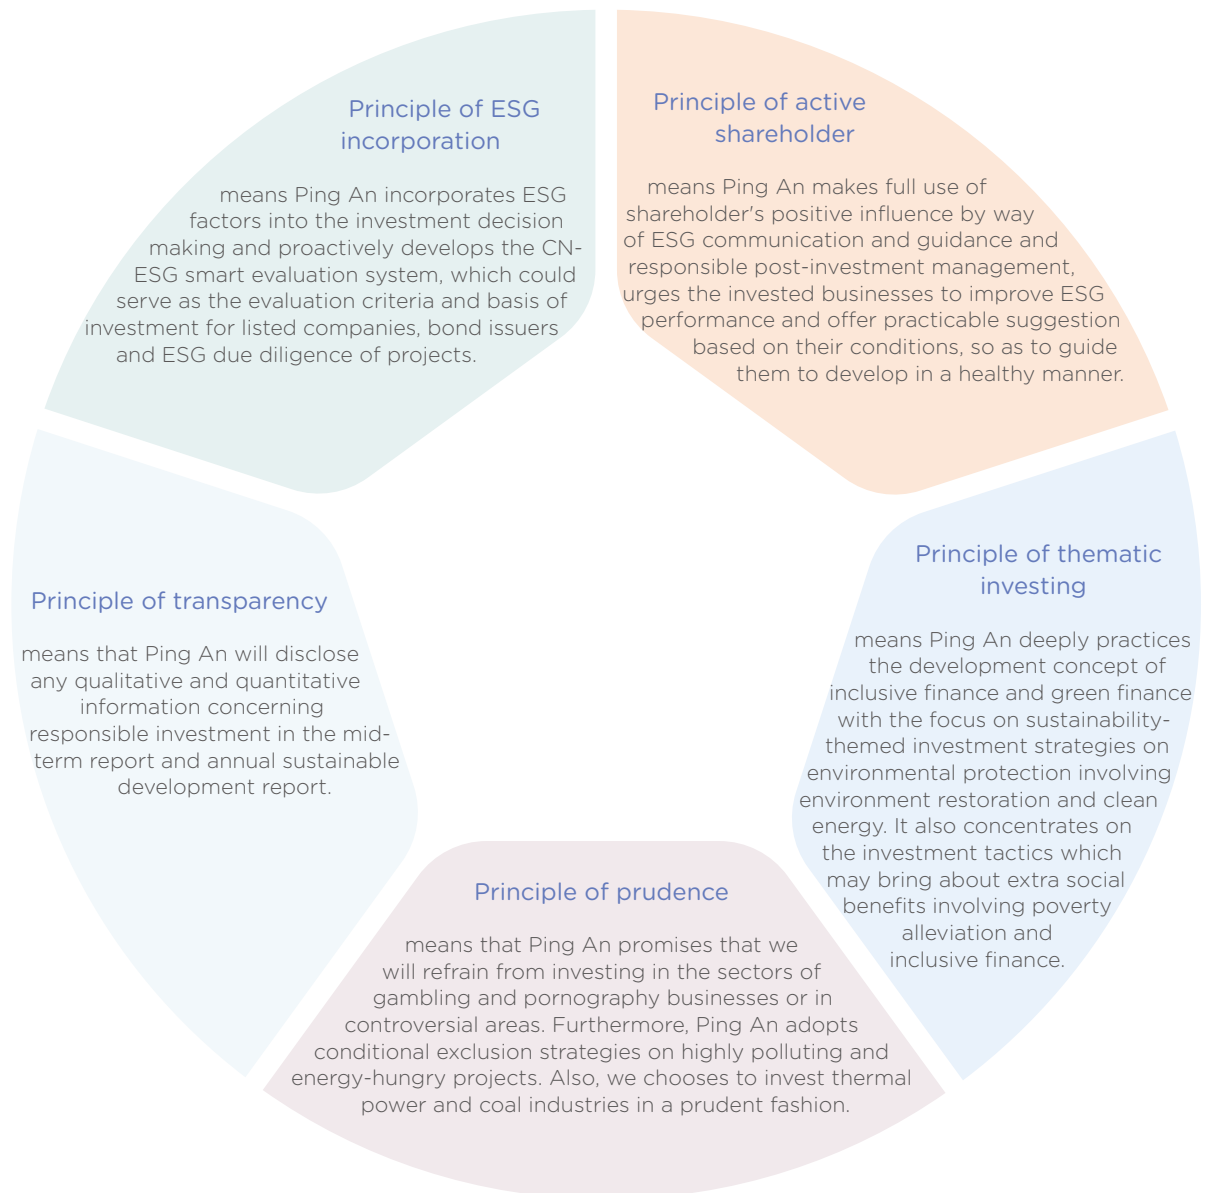 Principle of ESG
incorporation
means Ping An incorporates ESG
factors into the investment decision
making and proactively develops the CN-
ESG smart evaluation system, which could
serve as the evaluation criteria and basis of
investment for listed companies, bond issuers
and ESG due diligence of projects.
Principle of active
shareholder
means Ping An makes full use of
shareholder's positive influence by way
of ESG communication and guidance and
responsible post-investment management,
urges the invested businesses to improve ESG
performance and offer practicable suggestion
based on their conditions, so as to guide
them to develop in a healthy manner.
Principle of thematic
investing
means Ping An deeply practices
the development concept of
inclusive finance and green finance
with the focus on sustainability-
themed investment strategies on
environmental protection involving
environment restoration and clean
energy. It also concentrates on
the investment tactics which
may bring about extra social
benefits involving poverty
alleviation and
inclusive finance.
Principle of transparency
means that Ping An will disclose
any qualitative and quantitative
information concerning
responsible investment in the mid-
term report and annual sustainable
development report.
Principle of prudence
means that Ping An promises that we
will refrain from investing in the sectors of
gambling and pornography businesses or in
controversial areas. Furthermore, Ping An adopts
conditional exclusion strategies on highly polluting and
energy-hungry projects. Also, we chooses to invest thermal
power and coal industries in a prudent fashion.